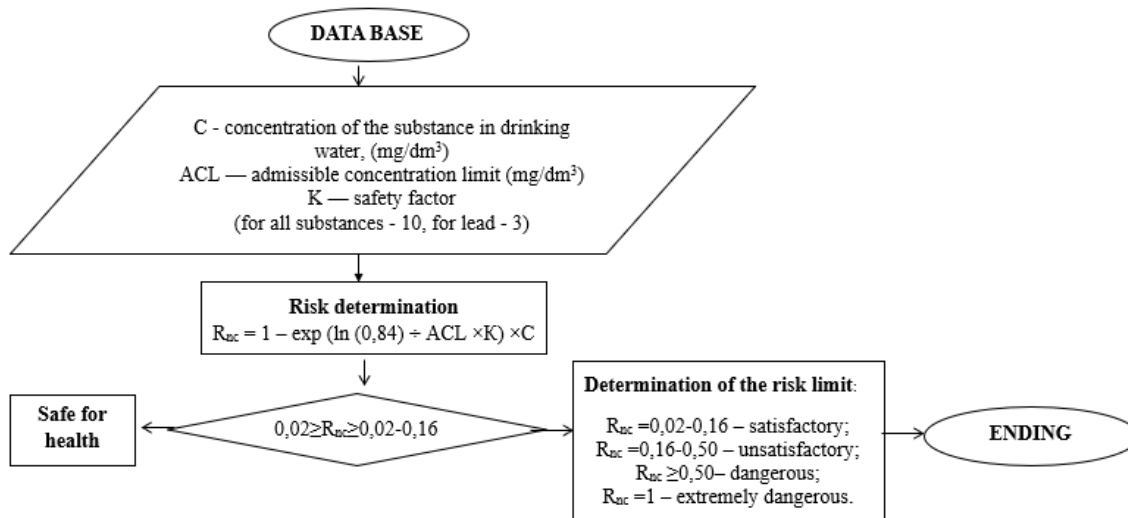 DATA BASE
C - concentration of the substance in drinking
water, (mg/dm³)
ACL — admissible concentration limit (mg/dm³)
K — safety factor
(for all substances - 10, for lead - 3)
Risk determination
Rₙc = 1 – exp (ln (0,84) ÷ ACL ×K) ×C
Safe for
health
0,02≥Rₙc≥0,02-0,16
Determination of the risk limit:
Rₙc =0,02-0,16 – satisfactory;
Rₙc =0,16-0,50 – unsatisfactory;
Rₙc ≥0,50– dangerous;
Rₙc =1 – extremely dangerous.
ENDING